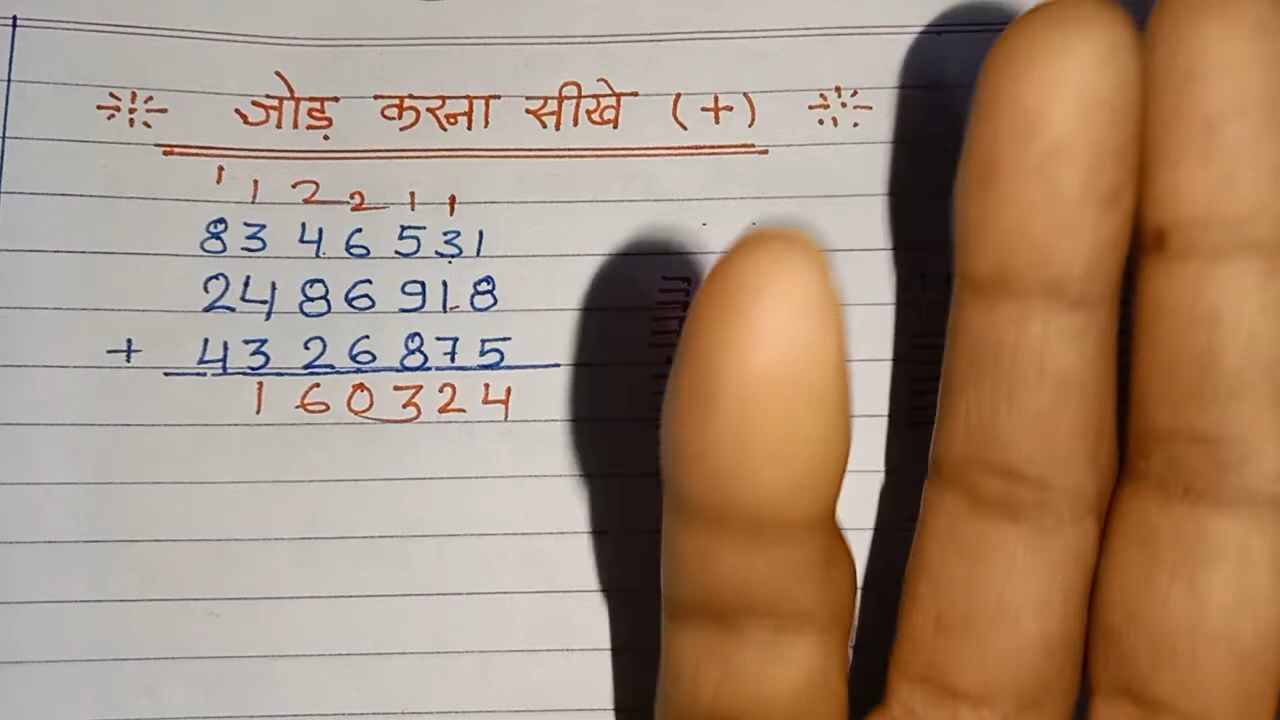 जोड़ करना सीखे (+)
1 1 2 2 1 1
8346531
2486918
+ 4326875
160324